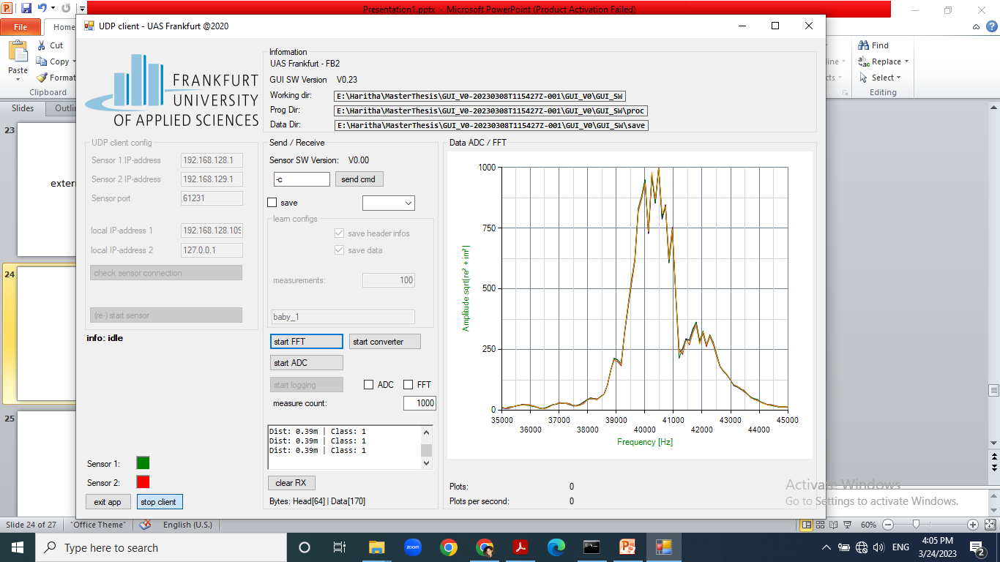 Presentation1.pptx - Microsoft PowerPoint (Product Activation Failed)
File
Home
UDP client - UAS Frankfurt @2020
Cut
Copy
Format
Paste
Clipboard
Find
Replace
Select
Editing
Slides
Outlin
23
extern
24
25
FRANKFURT
UNIVERSITY
OF APPLIED SCIENCES
Information
UAS Frankfurt - FB2
GUI SW Version V0.23
Working dir: E:\Haritha\MasterThesis\GUI_V0-20230308T115427Z-001\GUI_V0\GUI_SW
Prog Dir: E:\Haritha\MasterThesis\GUI_V0-20230308T115427Z-001\GUI_V0\GUI_SW\proc
Data Dir: E:\Haritha\MasterThesis\GUI_V0-20230308T115427Z-001\GUI_V0\GUI_SW\save
UDP client config
Sensor 1 IP-address 192.168.128.1
Sensor 2 IP-address 192.168.129.1
Sensor port 61231
local IP-address 1 192.168.128.109
local IP-address 2 127.0.0.1
check sensor connection
(re-) start sensor
info: idle
Sensor 1:
Sensor 2:
exit app stop client
Send / Receive
Sensor SW Version: V0.00
-c send cmd
save
learn configs
save header infos
save data
measurements: 100
baby_1
start FFT start converter
start ADC
start logging ADC FFT
measure count: 1000
Dist: 0.39m | Class: 1
Dist: 0.39m | Class: 1
Dist: 0.39m | Class: 1
clear RX
Bytes: Head[64] | Data[170]
Data ADC / FFT
Amplitude sqrt(re² + im²)
1000
750
500
250
0
35000 37000 39000 40000 41000 43000 45000
36000 38000 40000 42000 44000
Frequency [Hz]
Plots: 0
Plots per second: 0
Activate Windows
Go to Settings to activate Windows.
Slide 24 of 27 "Office Theme" English (U.S.) 60%
Type here to search
zoom
ENG
4:05 PM
3/24/2023
2